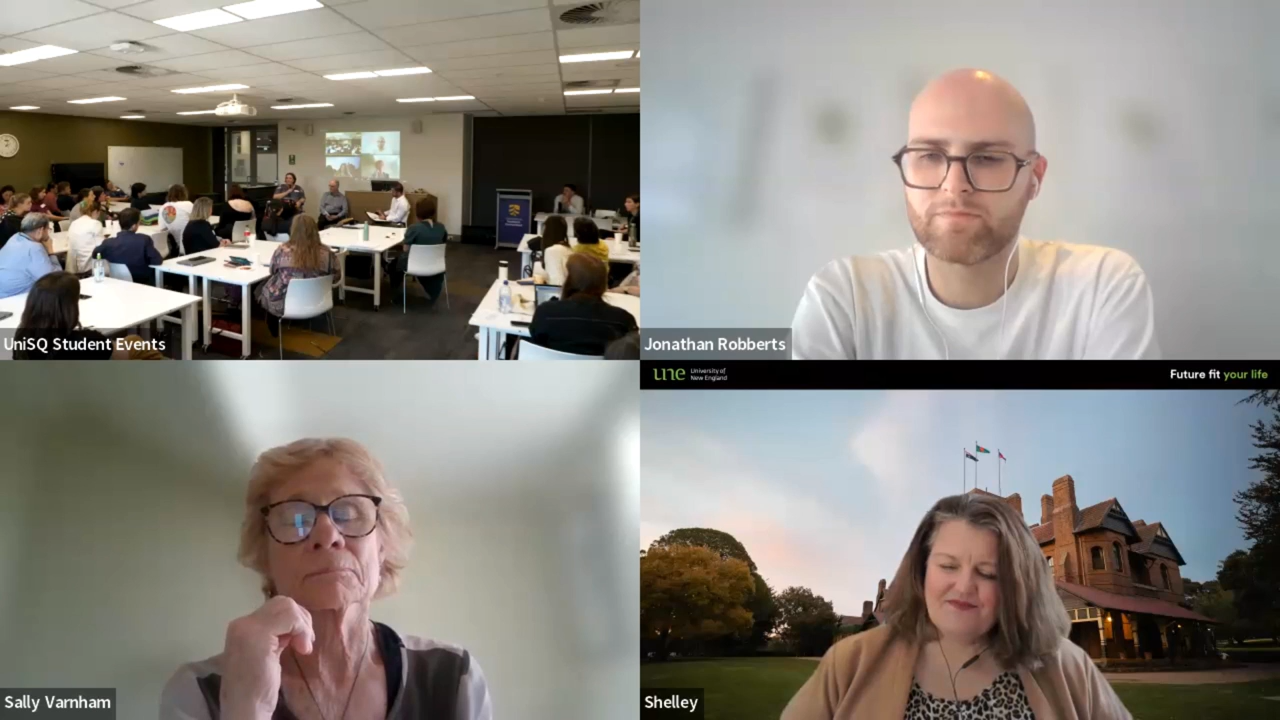 UniSQ Student Events
Jonathan Robberts
une University of
New England
Future fit your life
Sally Varnham
Shelley